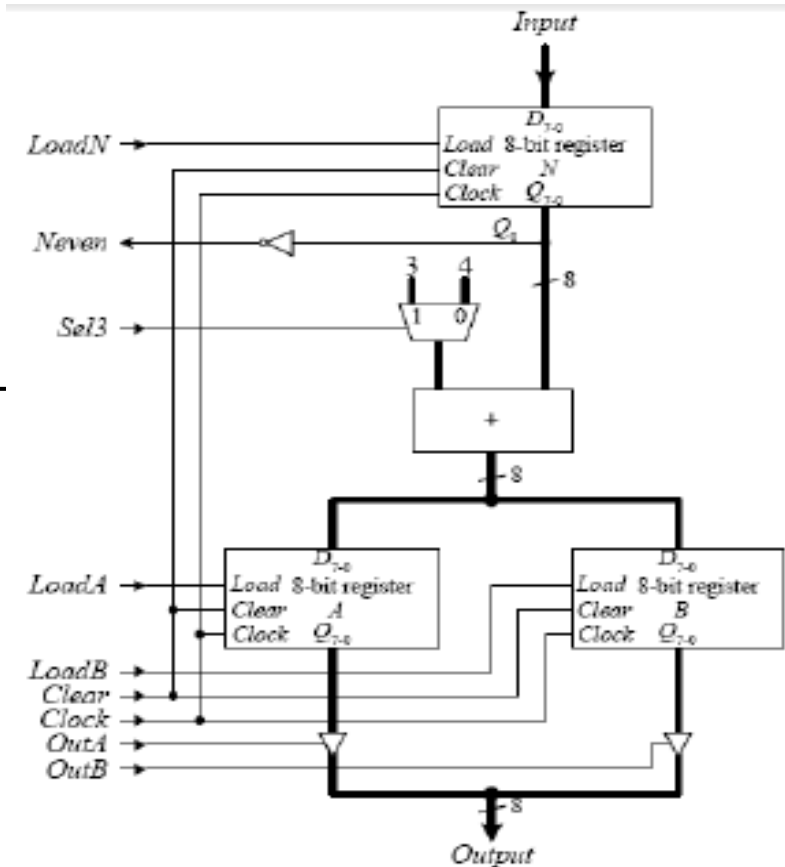 Input
D7-0
LoadN
Load 8-bit register
Clear N
Clock Q7-0
Neven
Q0
3 4
8
Sel3
1 0
+
8
D7-0
D7-0
LoadA
Load 8-bit register
Load 8-bit register
Clear A
Clear B
Clock Q7-0
Clock Q7-0
LoadB
Clear
Clock
OutA
OutB
8
Output